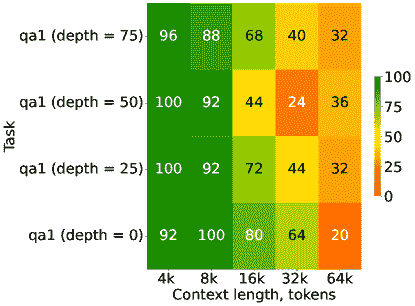 qa1 (depth = 75) 96 88 68 40 32
qa1 (depth = 50) 100 92 44 24 36
qa1 (depth = 25) 100 92 72 44 32
qa1 (depth = 0) 92 100 80 64 20
Task
4k 8k 16k 32k 64k
Context length, tokens
100
75
50
25
0